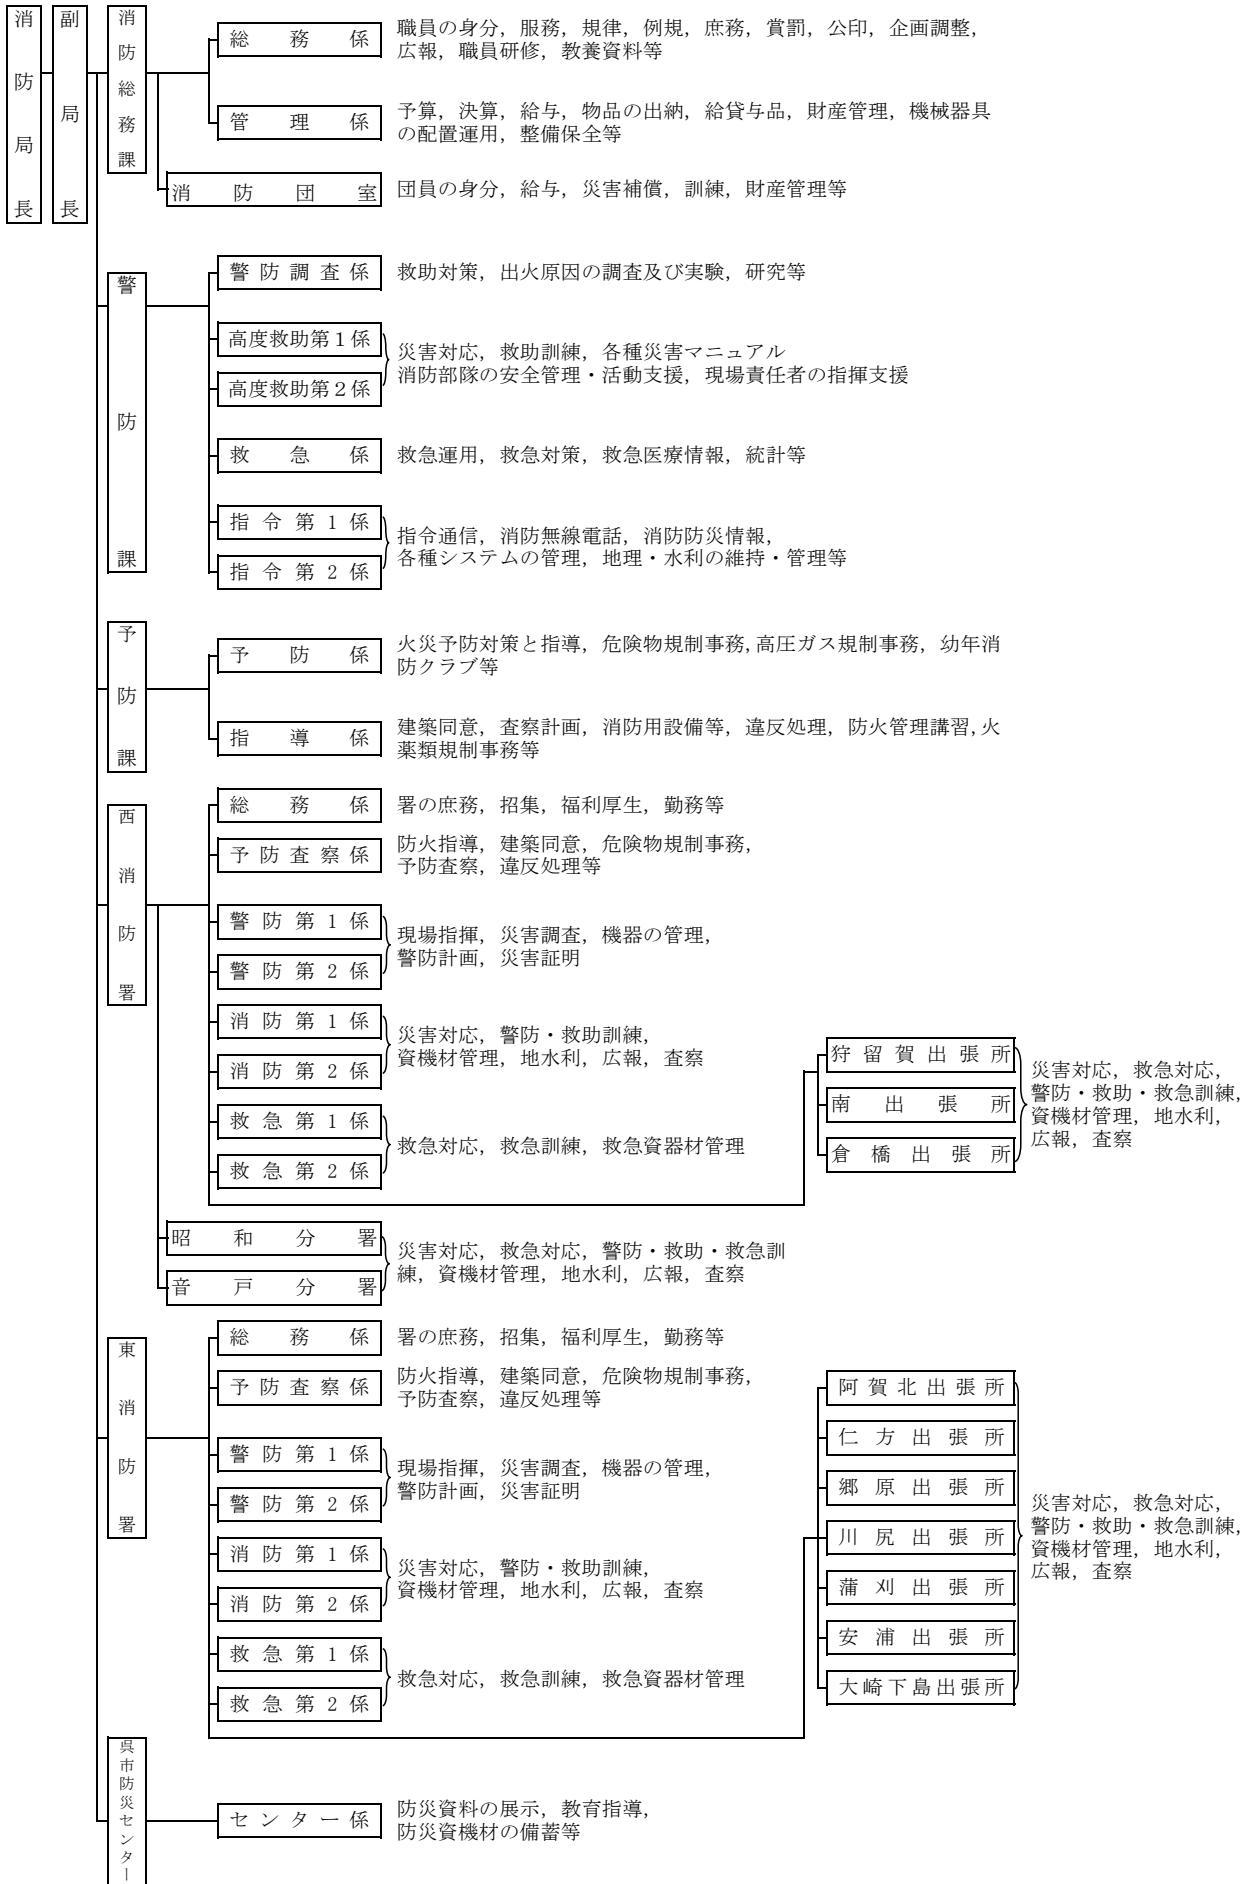 消防局長
副局長
消防総務課
総務係
職員の身分，服務，規律，例規，庶務，賞罰，公印，企画調整，
広報，職員研修，教養資料等
管理係
予算，決算，給与，物品の出納，給貸与品，財産管理，機械器具
の配置運用，整備保全等
消防団室
団員の身分，給与，災害補償，訓練，財産管理等
警防課
警防調査係
救助対策，出火原因の調査及び実験，研究等
高度救助第１係
高度救助第２係
災害対応，救助訓練，各種災害マニュアル
消防部隊の安全管理・活動支援，現場責任者の指揮支援
救急係
救急運用，救急対策，救急医療情報，統計等
指令第1係
指令第2係
指令通信，消防無線電話，消防防災情報，
各種システムの管理，地理・水利の維持・管理等
予防課
予防係
火災予防対策と指導，危険物規制事務，高圧ガス規制事務，幼年消
防クラブ等
指導係
建築同意，査察計画，消防用設備等，違反処理，防火管理講習，火
薬類規制事務等
西消防署
総務係
署の庶務，招集，福利厚生，勤務等
予防査察係
防火指導，建築同意，危険物規制事務，
予防査察，違反処理等
警防第1係
警防第2係
現場指揮，災害調査，機器の管理，
警防計画，災害証明
消防第1係
消防第2係
災害対応，警防・救助訓練，
資機材管理，地水利，広報，査察
救急第1係
救急第2係
救急対応，救急訓練，救急資器材管理
狩留賀出張所
南出張所
倉橋出張所
災害対応，救急対応，
警防・救助・救急訓練，
資機材管理，地水利，
広報，査察
昭和分署
音戸分署
災害対応，救急対応，警防・救助・救急訓
練，資機材管理，地水利，広報，査察
東消防署
総務係
署の庶務，招集，福利厚生，勤務等
予防査察係
防火指導，建築同意，危険物規制事務，
予防査察，違反処理等
警防第1係
警防第2係
現場指揮，災害調査，機器の管理，
警防計画，災害証明
消防第1係
消防第2係
災害対応，警防・救助訓練，
資機材管理，地水利，広報，査察
救急第1係
救急第2係
救急対応，救急訓練，救急資器材管理
阿賀北出張所
仁方出張所
郷原出張所
川尻出張所
蒲刈出張所
安浦出張所
大崎下島出張所
災害対応，救急対応，
警防・救助・救急訓練，
資機材管理，地水利，
広報，査察
呉市防災センター
センター係
防災資料の展示，教育指導，
防災資機材の備蓄等